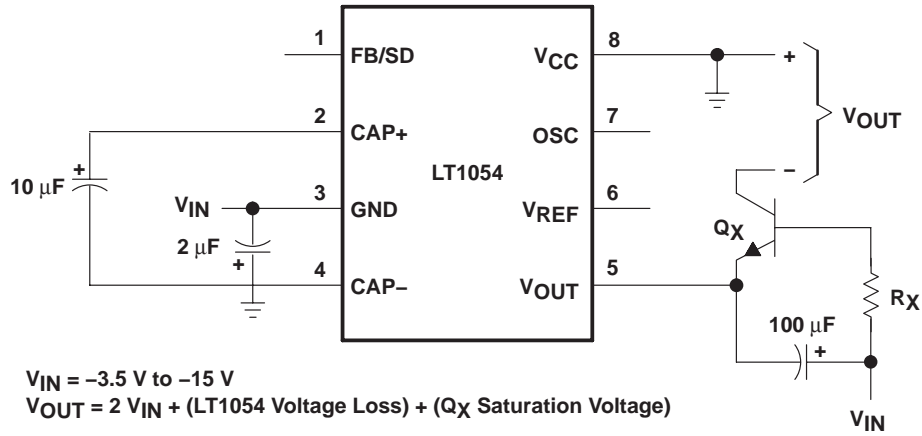 1
FB/SD
VCC
8
+
2
CAP+
OSC
7
VOUT
+
10 µF
LT1054
−
VIN
3
GND
VREF
6
QX
2 µF
+
4
CAP−
VOUT
5
RX
100 µF
+
VIN = −3.5 V to −15 V
VOUT = 2 VIN + (LT1054 Voltage Loss) + (QX Saturation Voltage)
VIN